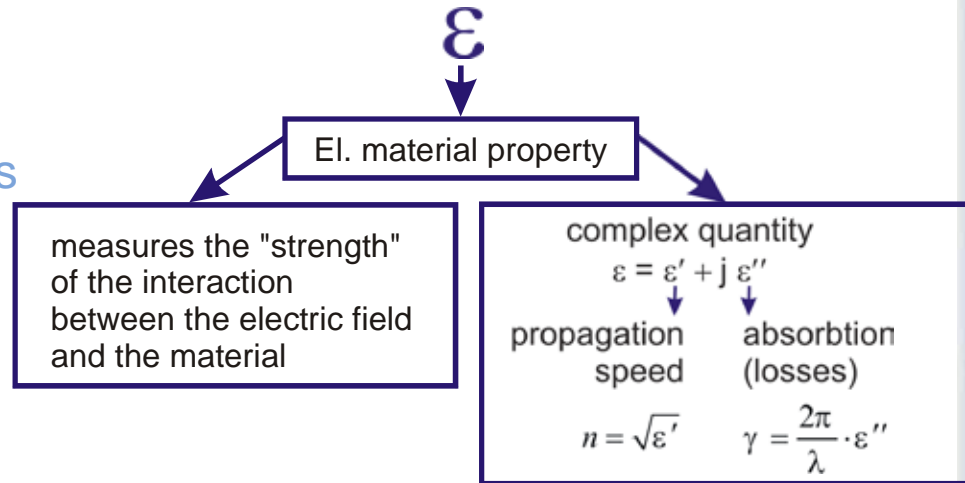 ε
El. material property
s
measures the "strength"
of the interaction
between the electric field
and the material
complex quantity
ε = ε′ + j ε″
propagation absorbtion
speed (losses)
n = √ε′ γ = 2π/λ · ε″